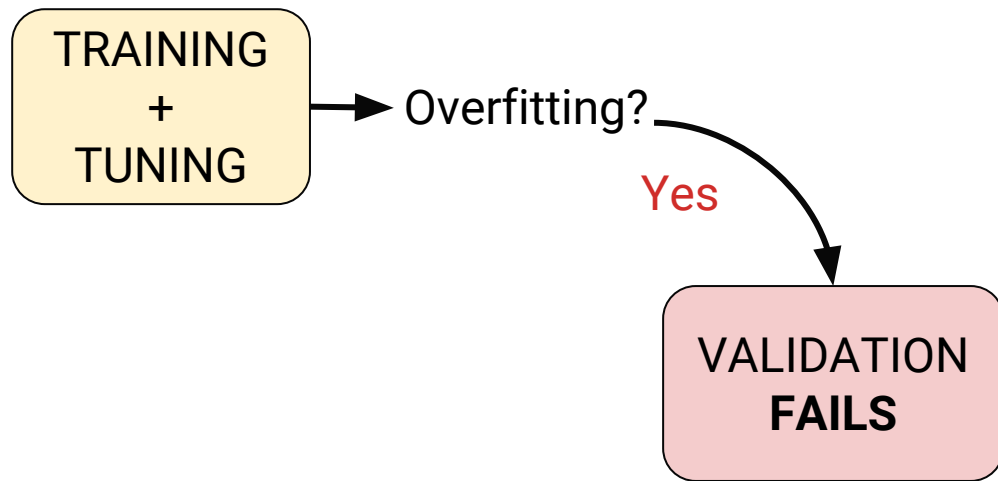 TRAINING
+
TUNING
Overfitting?
Yes
VALIDATION
FAILS